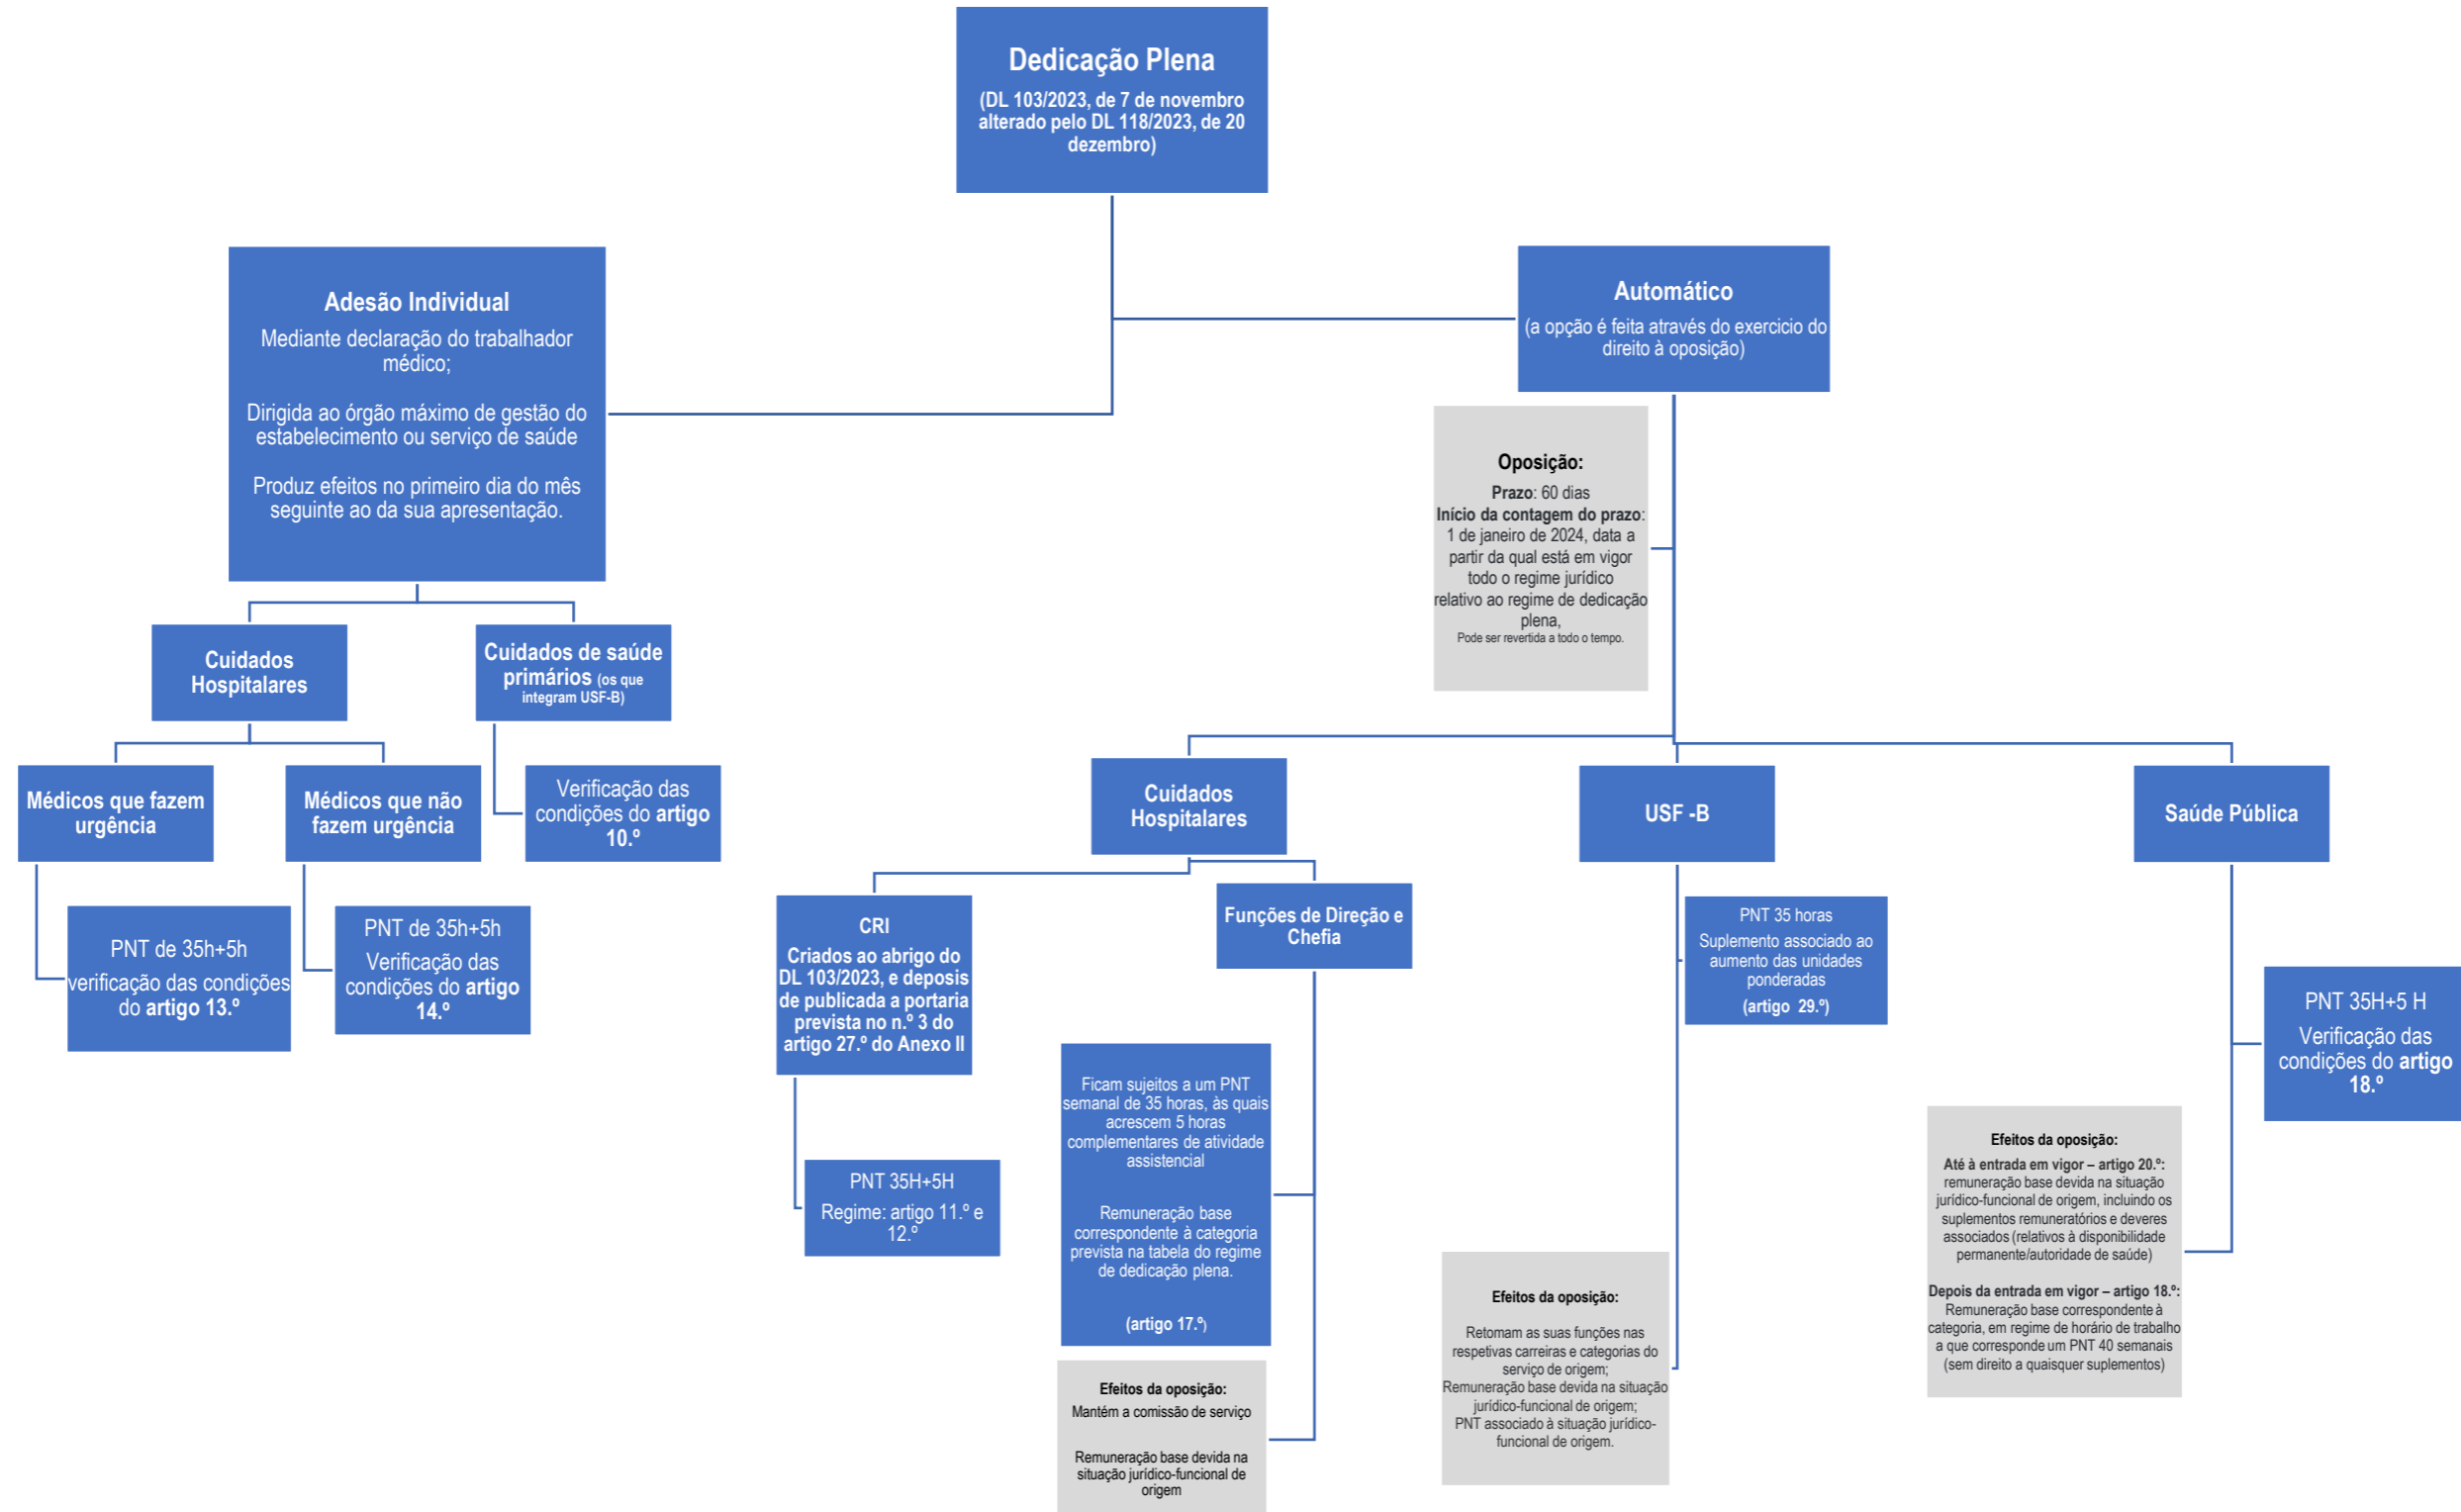 Dedicação Plena
(DL 103/2023, de 7 de novembro
alterado pelo DL 118/2023, de 20
dezembro)
Adesão Individual
Mediante declaração do trabalhador
médico;
Dirigida ao órgão máximo de gestão do
estabelecimento ou serviço de saúde
Produz efeitos no primeiro dia do mês
seguinte ao da sua apresentação.
Automático
(a opção é feita através do exercicio do
direito à oposição)
Oposição:
Prazo: 60 dias
Início da contagem do prazo:
1 de janeiro de 2024, data a
partir da qual está em vigor
todo o regime jurídico
relativo ao regime de dedicação
plena,
Pode ser revertida a todo o tempo.
Cuidados
Hospitalares
Cuidados de saúde
primários (os que
integram USF-B)
Médicos que fazem
urgência
Médicos que não
fazem urgência
Verificação das
condições do artigo
10.º
PNT de 35h+5h
verificação das condições
do artigo 13.º
PNT de 35h+5h
Verificação das
condições do artigo
14.º
Cuidados
Hospitalares
USF -B
Saúde Pública
CRI
Criados ao abrigo do
DL 103/2023, e deposis
de publicada a portaria
prevista no n.º 3 do
artigo 27.º do Anexo II
Funções de Direção e
Chefia
PNT 35H+5H
Regime: artigo 11.º e
12.º
Ficam sujeitos a um PNT
semanal de 35 horas, às quais
acrescem 5 horas
complementares de atividade
assistencial
Remuneração base
correspondente à categoria
prevista na tabela do regime
de dedicação plena.
(artigo 17.º)
Efeitos da oposição:
Mantém a comissão de serviço
Remuneração base devida na
situação jurídico-funcional de
origem
PNT 35 horas
Suplemento associado ao
aumento das unidades
ponderadas
(artigo 29.º)
Efeitos da oposição:
Retomam as suas funções nas
respetivas carreiras e categorias do
serviço de origem;
Remuneração base devida na situação
jurídico-funcional de origem;
PNT associado à situação jurídico-
funcional de origem.
PNT 35H+5 H
Verificação das
condições do artigo
18.º
Efeitos da oposição:
Até à entrada em vigor – artigo 20.º:
remuneração base devida na situação
jurídico-funcional de origem, incluindo os
suplementos remuneratórios e deveres
associados (relativos à disponibilidade
permanente/autoridade de saúde)
Depois da entrada em vigor – artigo 18.º:
Remuneração base correspondente à
categoria, em regime de horário de trabalho
a que corresponde um PNT 40 semanais
(sem direito a quaisquer suplementos)